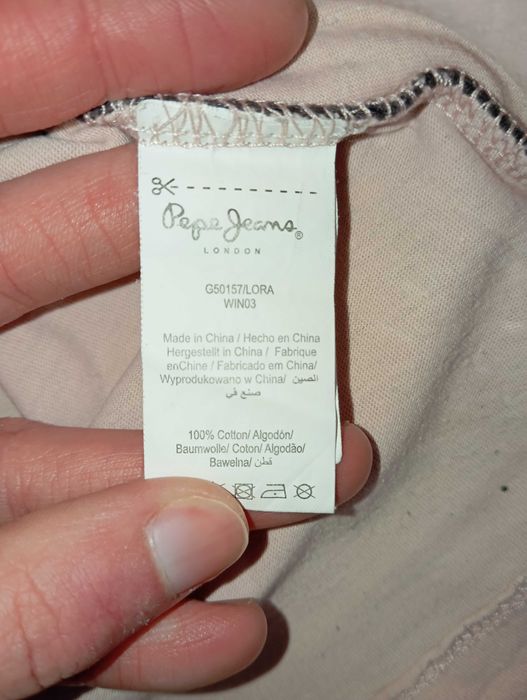 Pepe Jeans®
LONDON
G50157/LORA
WIN03
Made in China / Hecho en China
Hergestellt in China / Fabrique
enChine / Fabricado em China/
Wyprodukowano w China/ الصين
صنع في
100% Cotton/ Algodón/
Baumwolle/ Coton/ Algodão/
Bawełna/ قطن